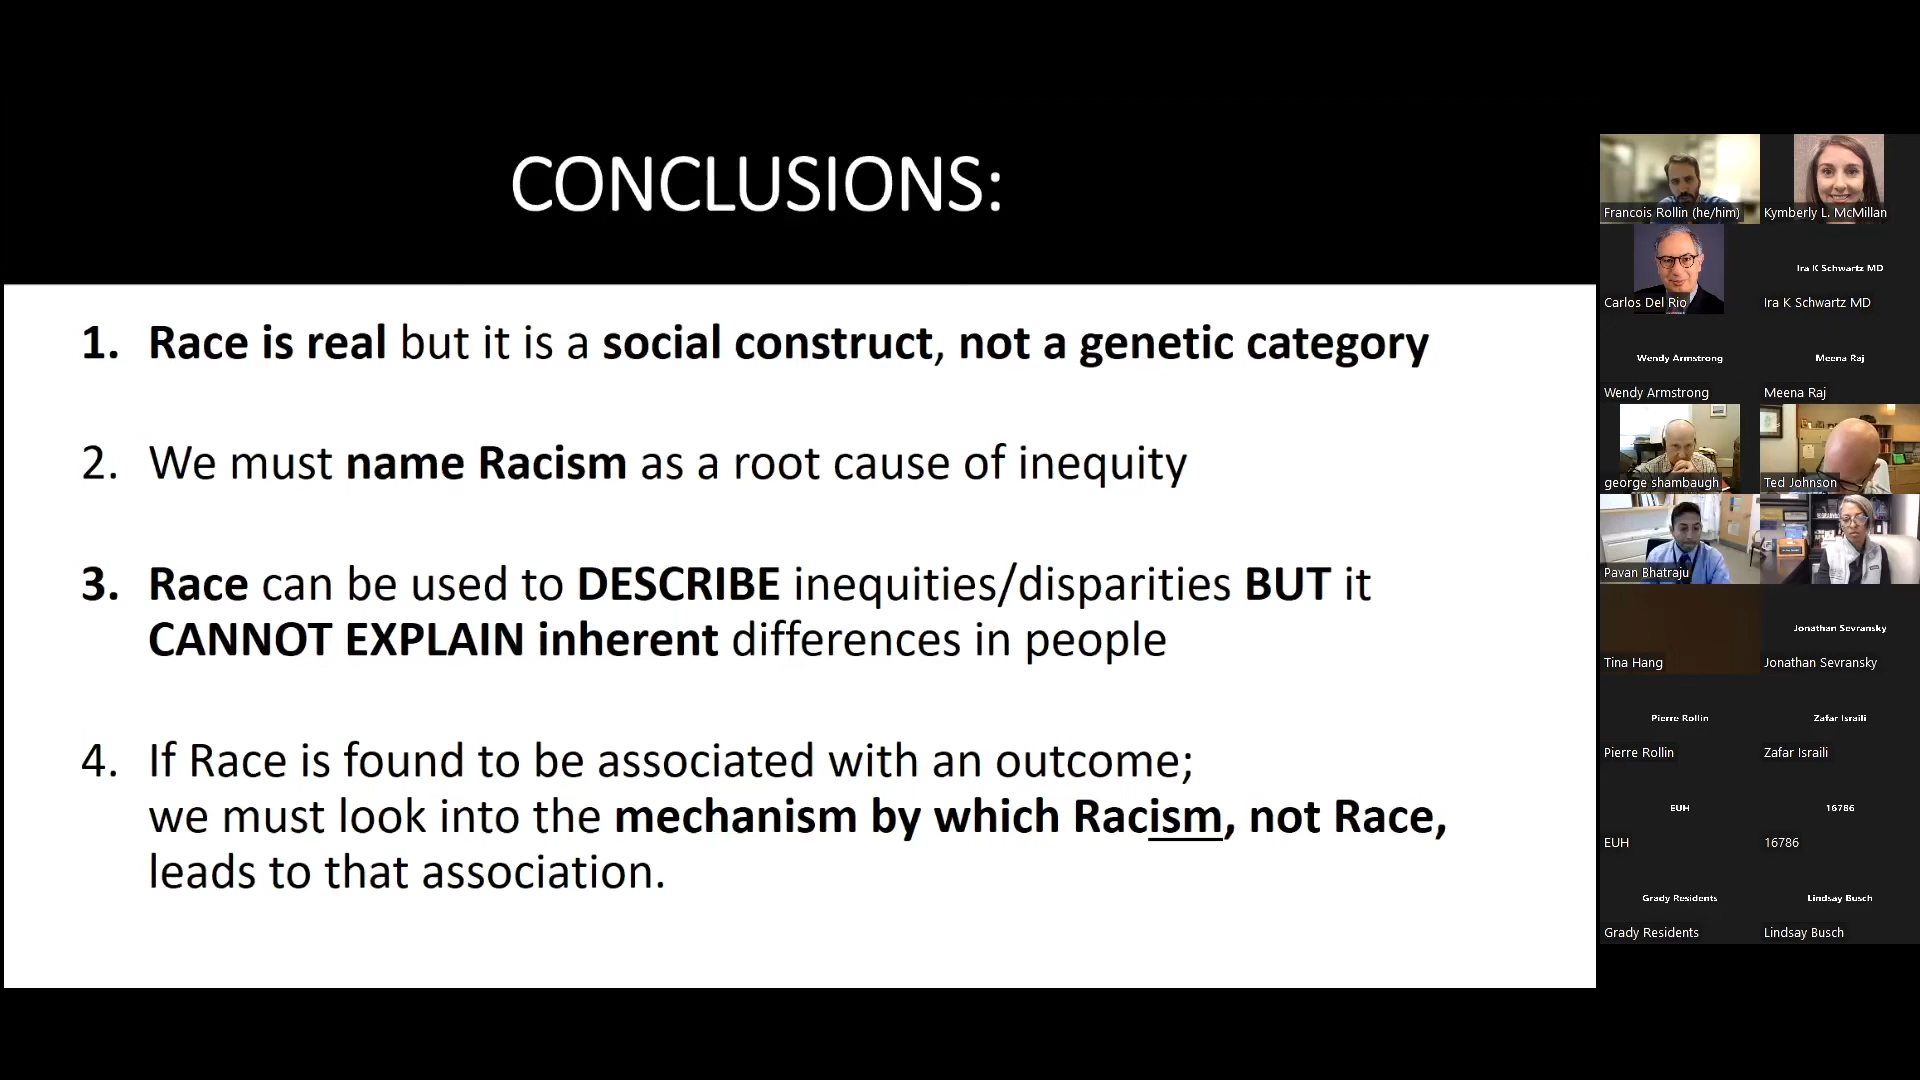 CONCLUSIONS:
1. Race is real but it is a social construct, not a genetic category
2. We must name Racism as a root cause of inequity
3. Race can be used to DESCRIBE inequities/disparities BUT it
CANNOT EXPLAIN inherent differences in people
4. If Race is found to be associated with an outcome;
we must look into the mechanism by which Racism, not Race,
leads to that association.
Francois Rollin (he/him)
Kymberly L. McMillan
Carlos Del Rio
Ira K Schwartz MD
Ira K Schwartz MD
Wendy Armstrong
Meena Raj
Wendy Armstrong
Meena Raj
george shambaugh
Ted Johnson
Pavan Bhatraju
Tina Hang
Jonathan Sevransky
Jonathan Sevransky
Pierre Rollin
Zafar Israili
Pierre Rollin
Zafar Israili
EUH
16786
EUH
16786
Grady Residents
Lindsay Busch
Grady Residents
Lindsay Busch